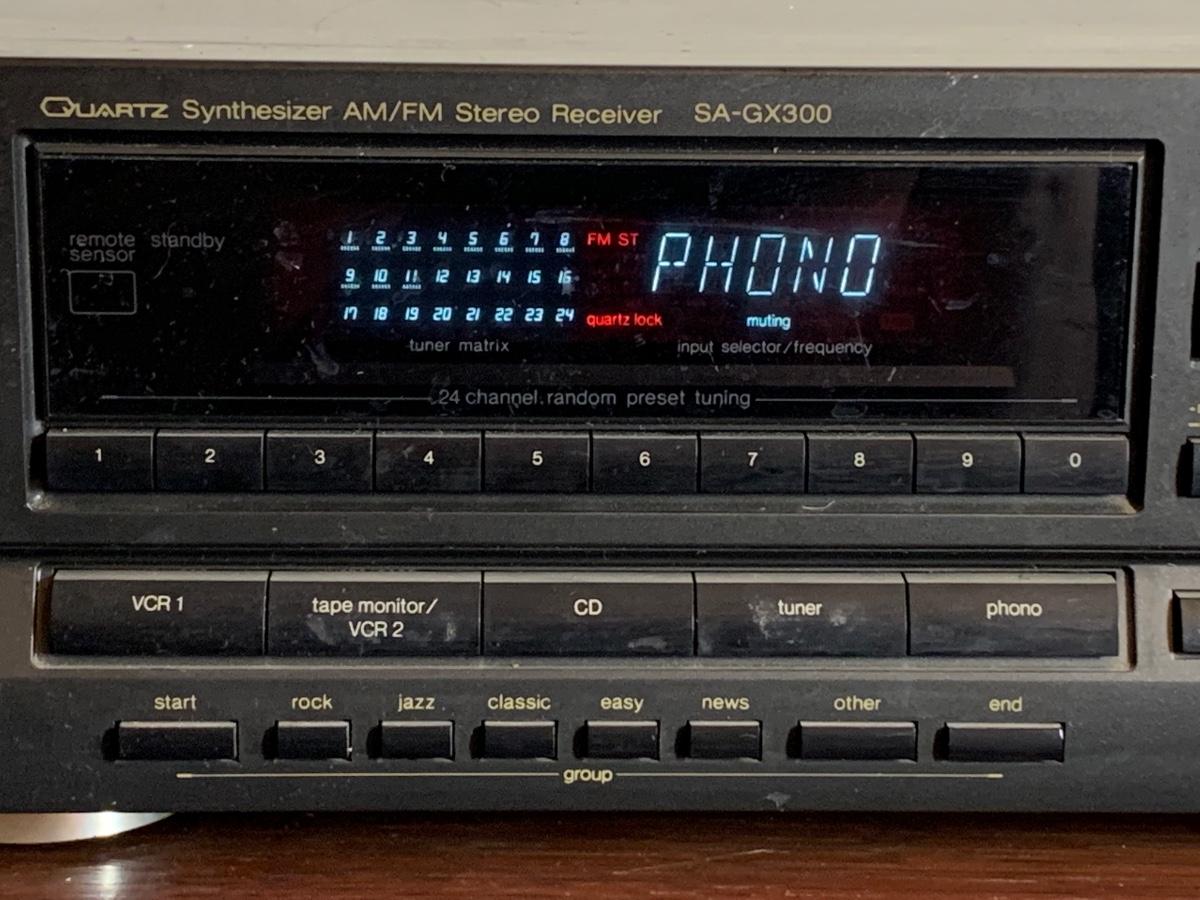 QUARTZ Synthesizer AM/FM Stereo Receiver SA-GX300
remote sensor standby
1 2 3 4 5 6 7 8 FM ST PHONO
9 10 11 12 13 14 15 16
17 18 19 20 21 22 23 24 quartz lock muting
tuner matrix input selector/frequency
24 channel random preset tuning
1 2 3 4 5 6 7 8 9 0
VCR 1 tape monitor/ CD tuner phono
VCR 2
start rock jazz classic easy news other end
group